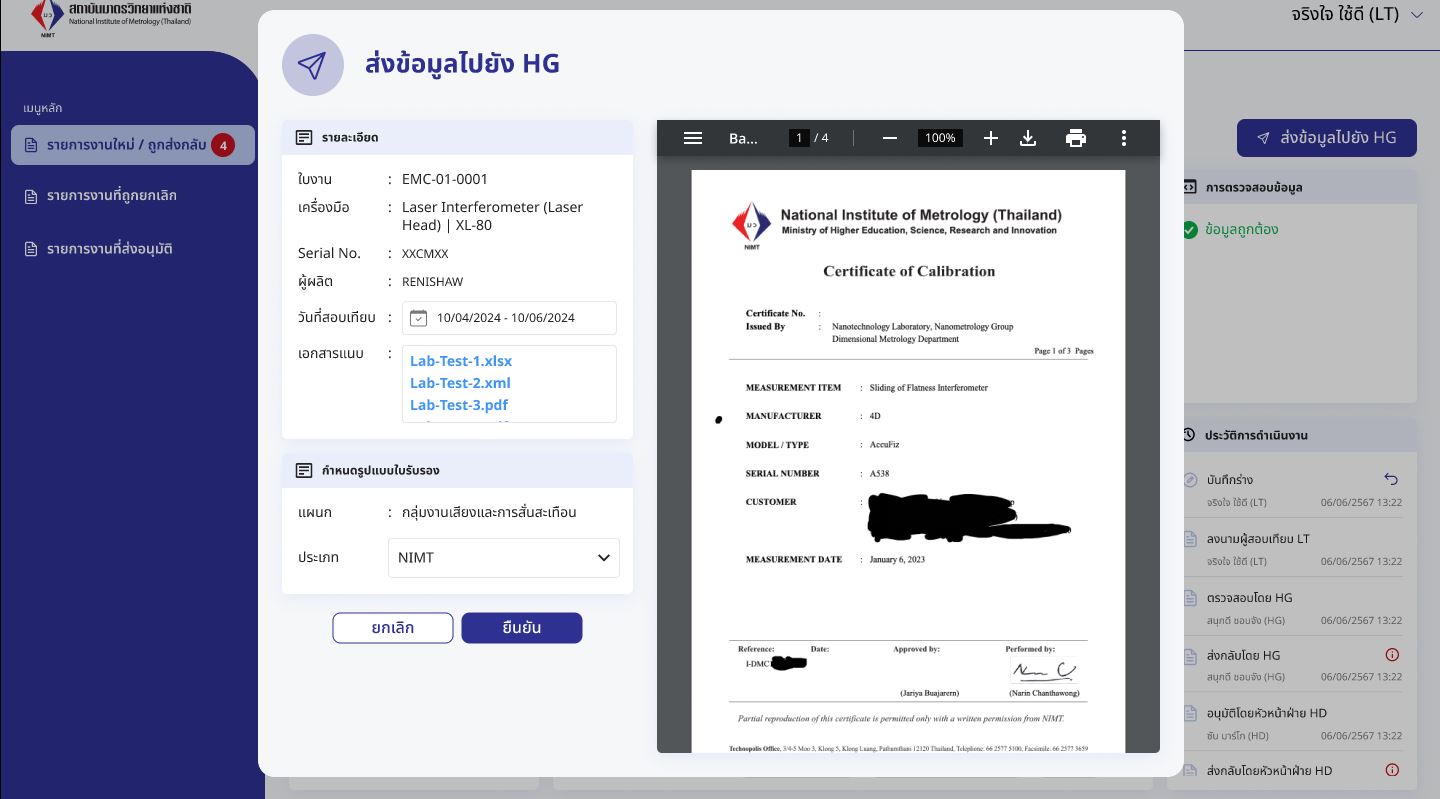 สถาบันมาตรวิทยาแห่งชาติ
National Institute of Metrology (Thailand)
NIMT
จริงใจ ใช้ดี (LT)
เมนูหลัก
รายการงานใหม่ / ถูกส่งกลับ 4
รายการงานที่ถูกยกเลิก
รายการงานที่ส่งอนุมัติ
ส่งข้อมูลไปยัง HG
รายละเอียด
ใบงาน : EMC-01-0001
เครื่องมือ : Laser Interferometer (Laser
Head) | XL-80
Serial No. : XXCMXX
ผู้ผลิต : RENISHAW
วันที่สอบเทียบ : 10/04/2024 - 10/06/2024
เอกสารแนบ : Lab-Test-1.xlsx
Lab-Test-2.xml
Lab-Test-3.pdf
กำหนดรูปแบบใบรับรอง
แผนก : กลุ่มงานเสียงและการสั่นสะเทือน
ประเภท NIMT
ยกเลิก ยืนยัน
Ba... 1 / 4 100%
มว
NIMT
National Institute of Metrology (Thailand)
Ministry of Higher Education, Science, Research and Innovation
Certificate of Calibration
Certificate No. :
Issued By : Nanotechnology Laboratory, Nanometrology Group
Dimensional Metrology Department
Page 1 of 3 Pages
MEASUREMENT ITEM : Sliding of Flatness Interferometer
MANUFACTURER : 4D
MODEL / TYPE : AccuFiz
SERIAL NUMBER : A538
CUSTOMER :
MEASUREMENT DATE : January 6, 2023
Reference: Date: Approved by: Performed by:
I-DMC
(Jariya Buajarern) (Narin Chanthawong)
Partial reproduction of this certificate is permitted only with a written permission from NIMT.
Technopolis Office, 3/4-5 Moo 3, Klong 5, Klong Luang, Pathumthani 12120 Thailand, Telephone: 66 2577 5100, Facsimile: 66 2577 3659
ส่งข้อมูลไปยัง HG
การตรวจสอบข้อมูล
ข้อมูลถูกต้อง
ประวัติการดำเนินงาน
บันทึกร่าง
จริงใจ ใช้ดี (LT) 06/06/2567 13:22
ลงนามผู้สอบเทียบ LT
จริงใจ ใช้ดี (LT) 06/06/2567 13:22
ตรวจสอบโดย HG
สนุกดี ชอบจัง (HG) 06/06/2567 13:22
ส่งกลับโดย HG
สนุกดี ชอบจัง (HG) 06/06/2567 13:22
อนุมัติโดยหัวหน้าฝ่าย HD
ซัน มาร์โก (HD) 06/06/2567 13:22
ส่งกลับโดยหัวหน้าฝ่าย HD